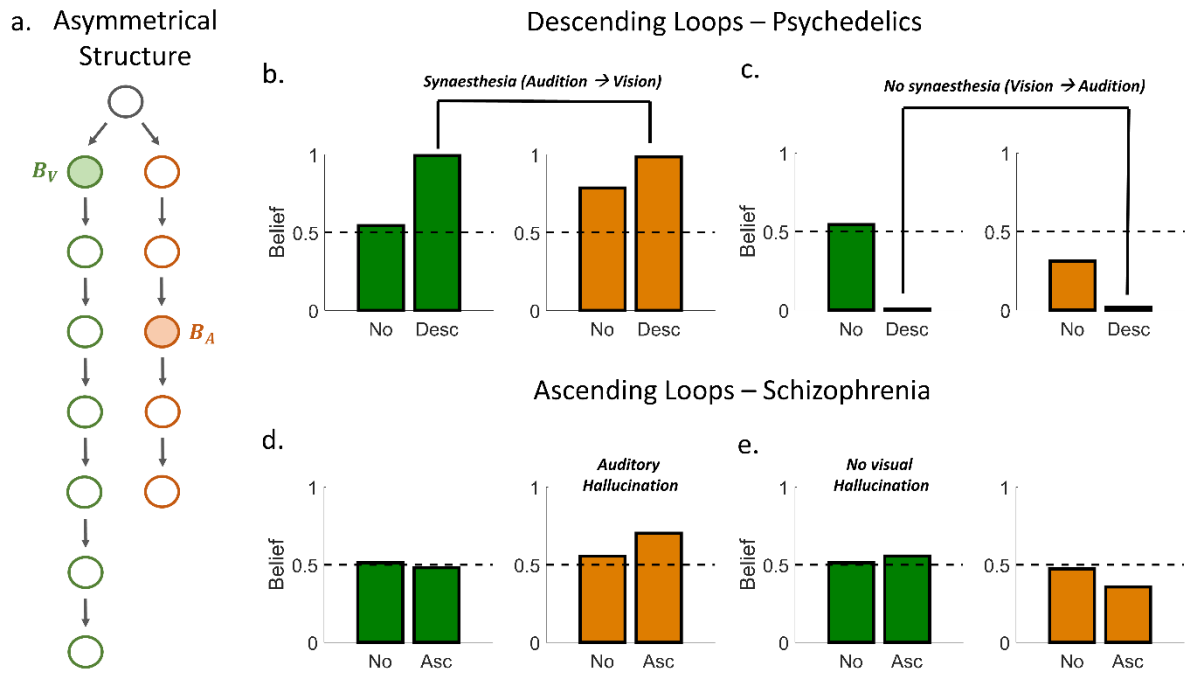 a. Asymmetrical
Structure
B_V
B_A
Descending Loops – Psychedelics
b.
Synaesthesia (Audition → Vision)
Belief
1
0.5
0
No Desc
1
0.5
0
No Desc
c.
No synaesthesia (Vision → Audition)
Belief
1
0.5
0
No Desc
1
0.5
0
No Desc
Ascending Loops – Schizophrenia
d.
Auditory
Hallucination
Belief
1
0.5
0
No Asc
1
0.5
0
No Asc
e.
No visual
Hallucination
Belief
1
0.5
0
No Asc
1
0.5
0
No Asc